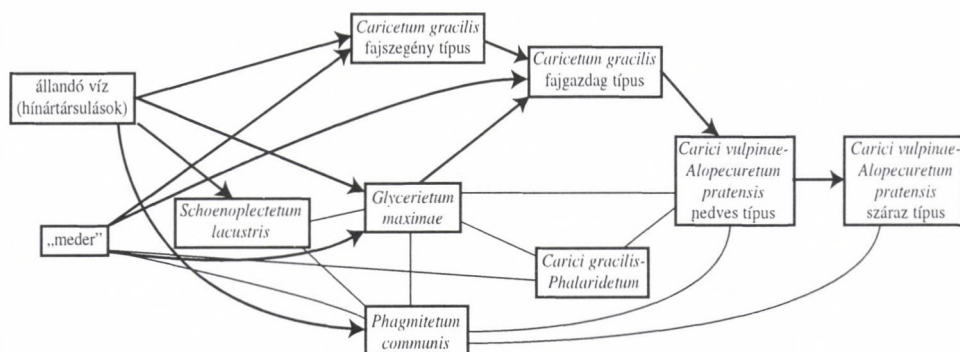 Caricetum gracilis
fajszegény típus
Caricetum gracilis
fajgazdag típus
állandó víz
(hínártársulások)
Carici vulpinae-
Alopecuretum
pratensis
nedves típus
Carici vulpinae-
Alopecuretum
pratensis
száraz típus
Schoenoplectetum
lacustris
Glycerietum
maximae
„meder”
Carici gracilis-
Phalaridetum
Phagmitetum
communis